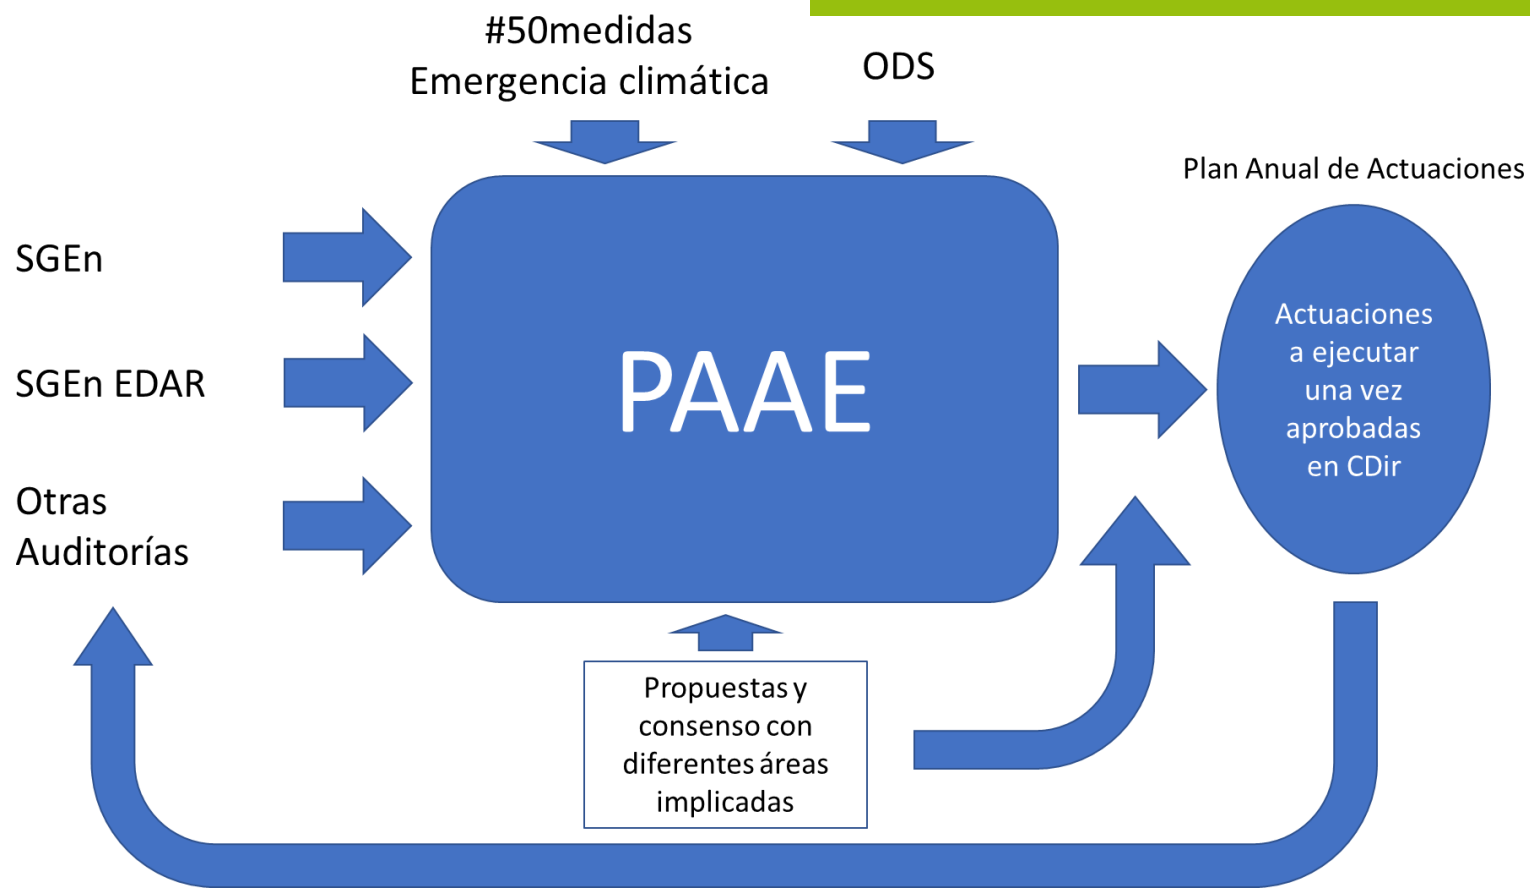 #50medidas
Emergencia climática
ODS
Plan Anual de Actuaciones
SGEn
SGEn EDAR
Otras
Auditorías
PAAE
Actuaciones
a ejecutar
una vez
aprobadas
en CDir
Propuestas y
consenso con
diferentes áreas
implicadas